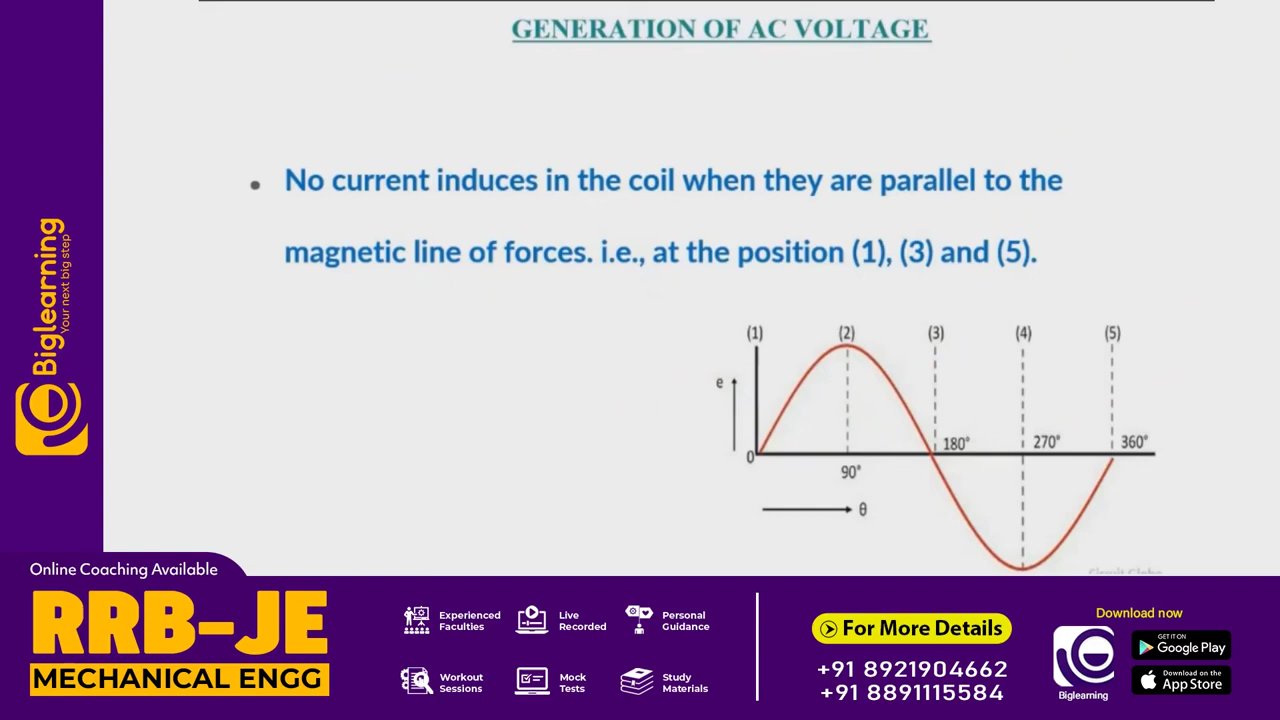 GENERATION OF AC VOLTAGE
• No current induces in the coil when they are parallel to the
magnetic line of forces. i.e., at the position (1), (3) and (5).
(1) (2) (3) (4) (5)
e
0
90°
180°
270°
360°
θ
Biglearning
Your next big step
Online Coaching Available
RRB-JE
MECHANICAL ENGG
Experienced
Faculties
Live
Recorded
Personal
Guidance
Workout
Sessions
Mock
Tests
Study
Materials
For More Details
+91 8921904662
+91 8891115584
Download now
Biglearning
GET IT ON
Google Play
Download on the
App Store